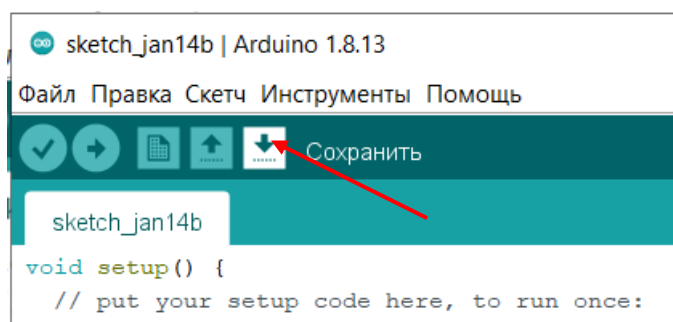 sketch_jan14b | Arduino 1.8.13
Файл Правка Скетч Инструменты Помощь
Сохранить
sketch_jan14b
void setup() {
// put your setup code here, to run once: